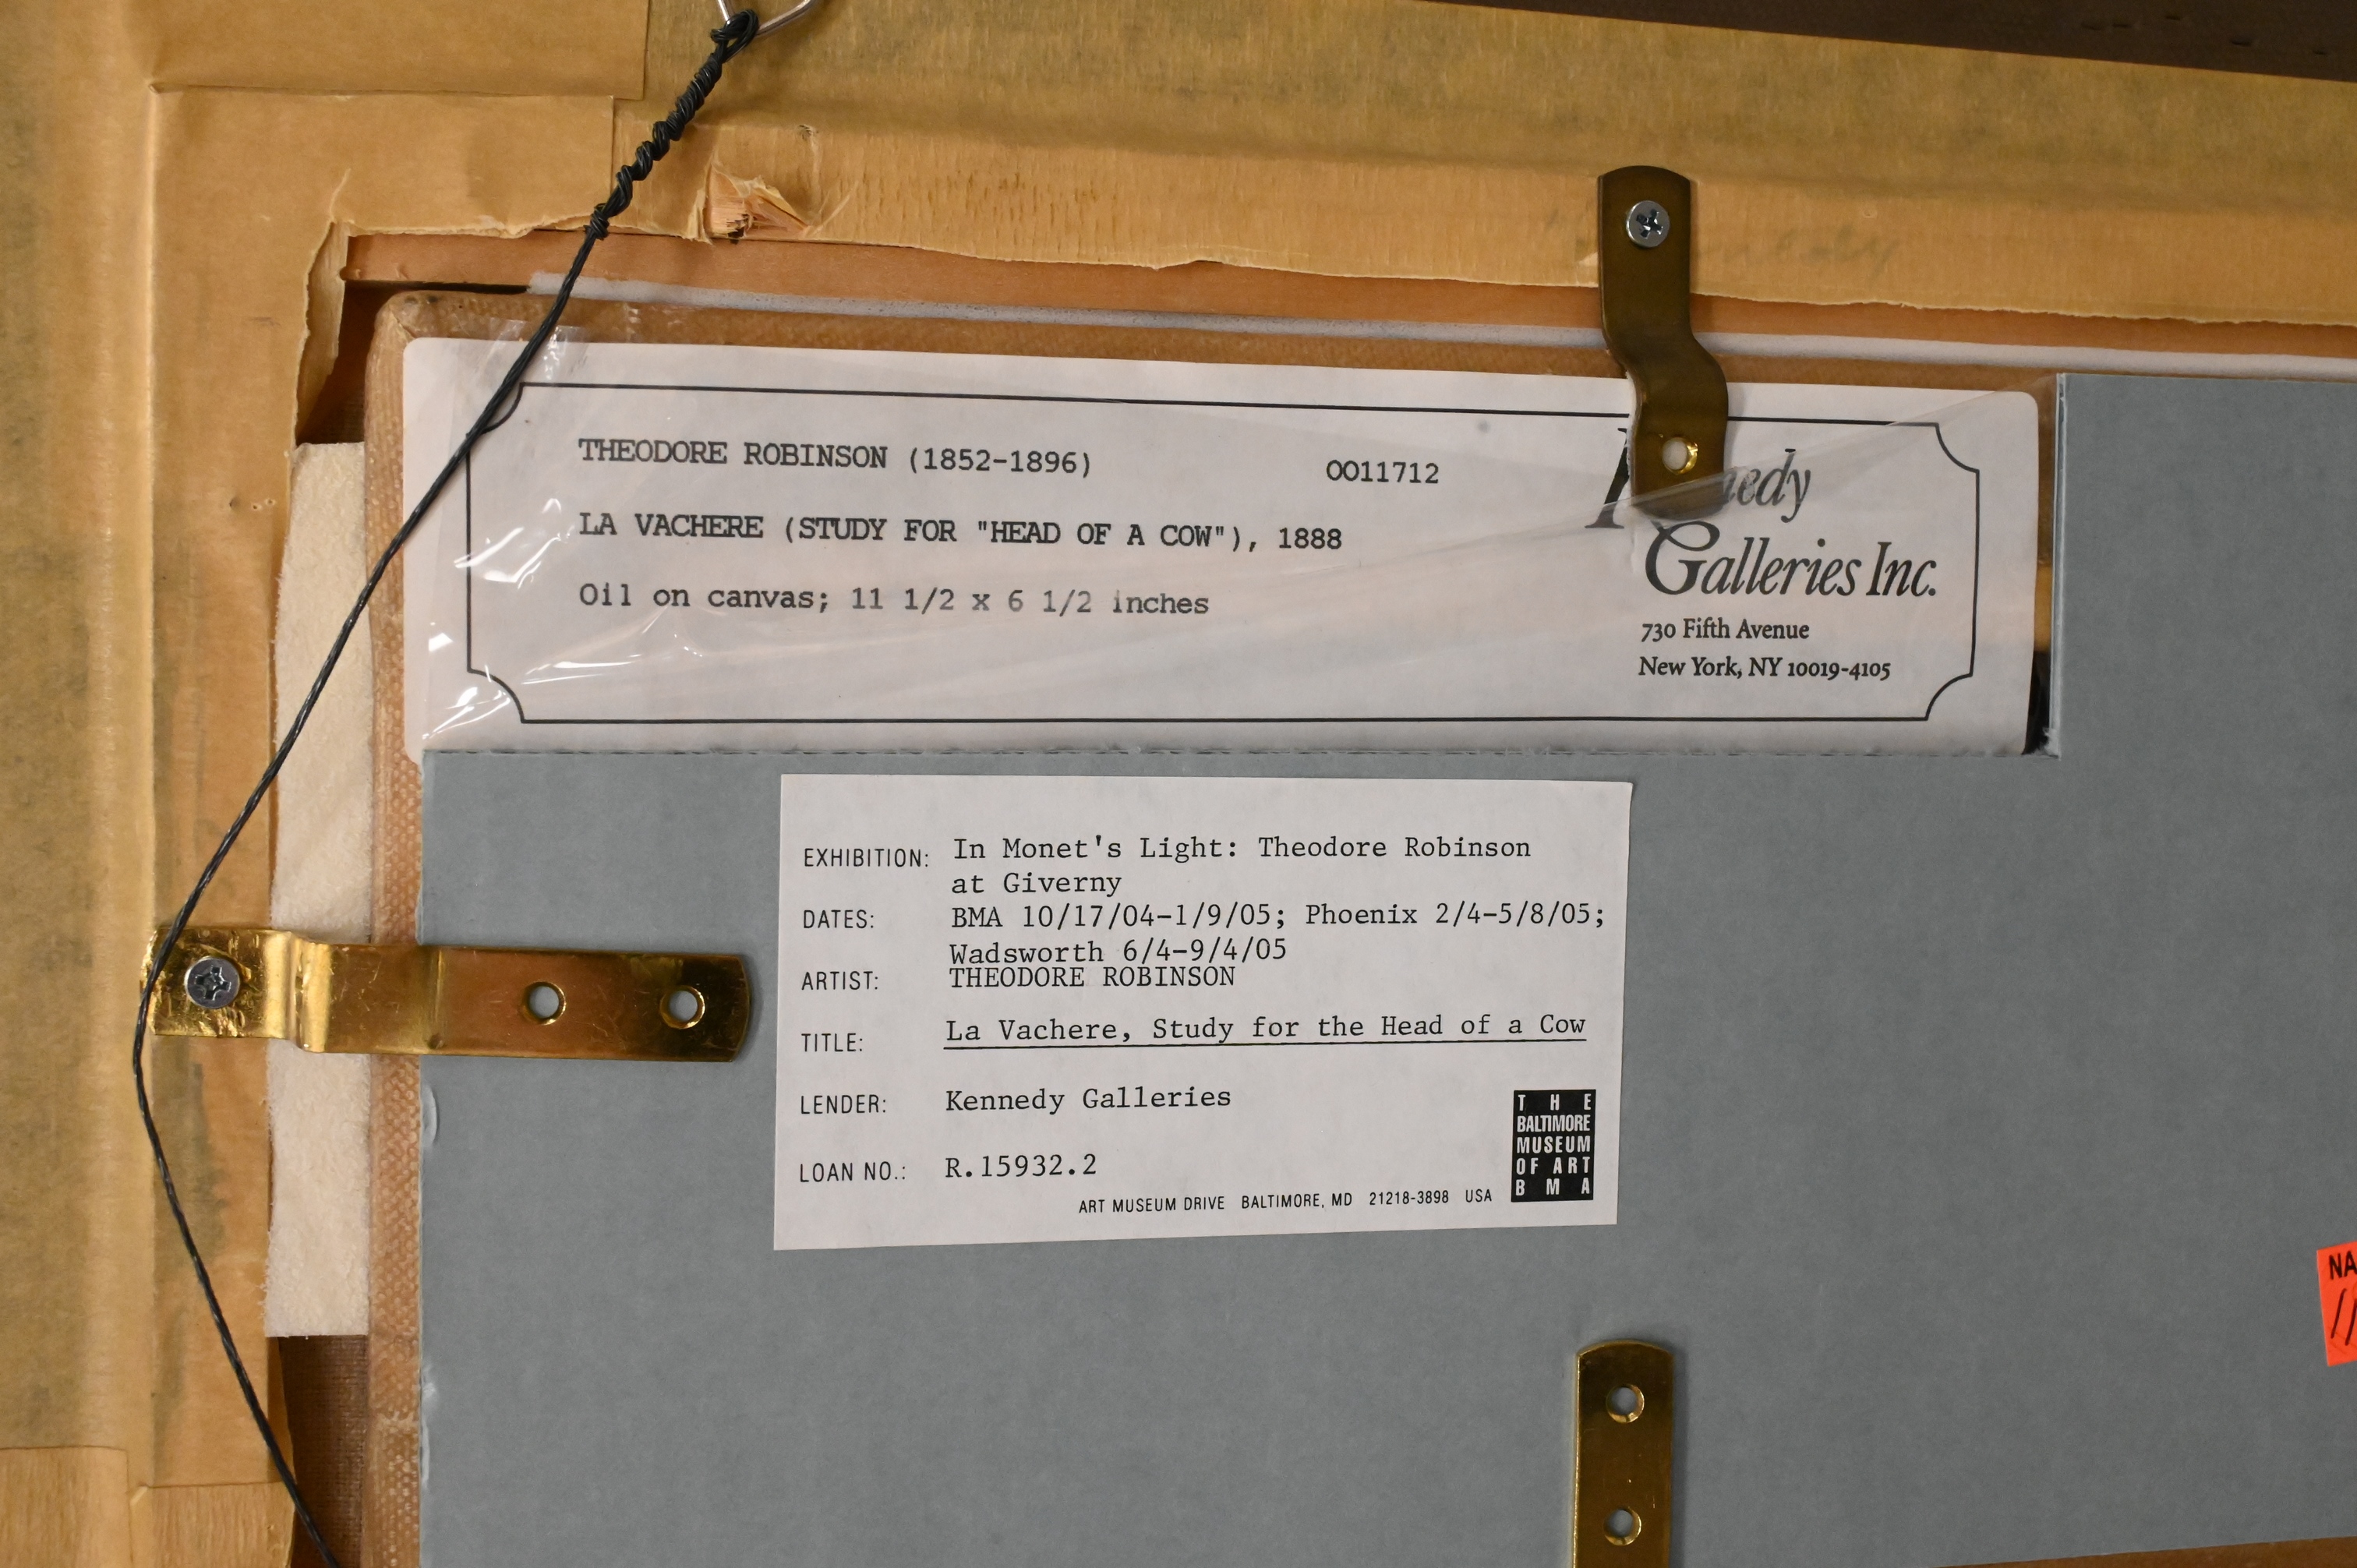 THEODORE ROBINSON (1852-1896) OO11712
LA VACHERE (STUDY FOR "HEAD OF A COW"), 1888
Oil on canvas; 11 1/2 x 6 1/2 inches
Galleries Inc.
730 Fifth Avenue
New York, NY 10019-4105
EXHIBITION: In Monet's Light: Theodore Robinson
at Giverny
DATES: BMA 10/17/04-1/9/05; Phoenix 2/4-5/8/05;
Wadsworth 6/4-9/4/05
ARTIST: THEODORE ROBINSON
TITLE: La Vachere, Study for the Head of a Cow
LENDER: Kennedy Galleries
LOAN NO.: R.15932.2
ART MUSEUM DRIVE BALTIMORE, MD 21218-3898 USA
THE
BALTIMORE
MUSEUM
OF ART
BMA
NA